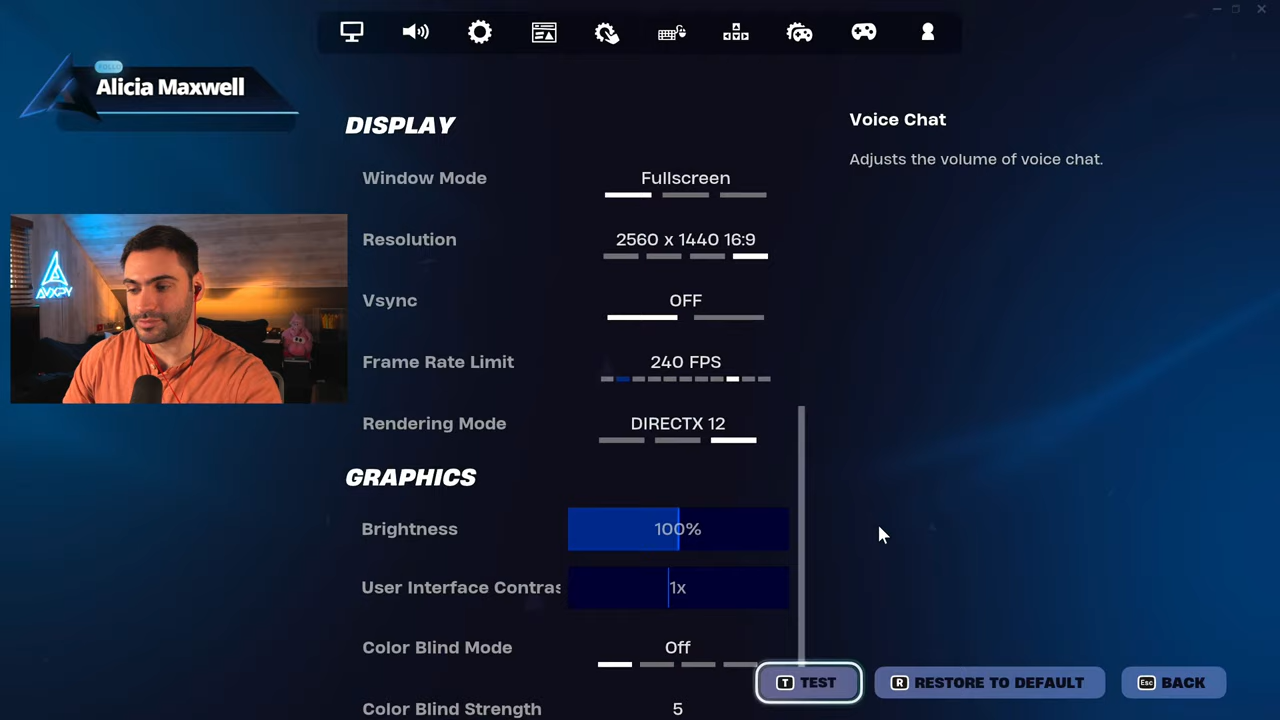 FOLLOW
Alicia Maxwell
AVXPY
DISPLAY
Window Mode
Fullscreen
Resolution
2560 x 1440 16:9
Vsync
OFF
Frame Rate Limit
240 FPS
Rendering Mode
DIRECTX 12
GRAPHICS
Brightness
100%
User Interface Contras
1x
Color Blind Mode
Off
Color Blind Strength
5
Voice Chat
Adjusts the volume of voice chat.
T TEST
R RESTORE TO DEFAULT
Esc BACK